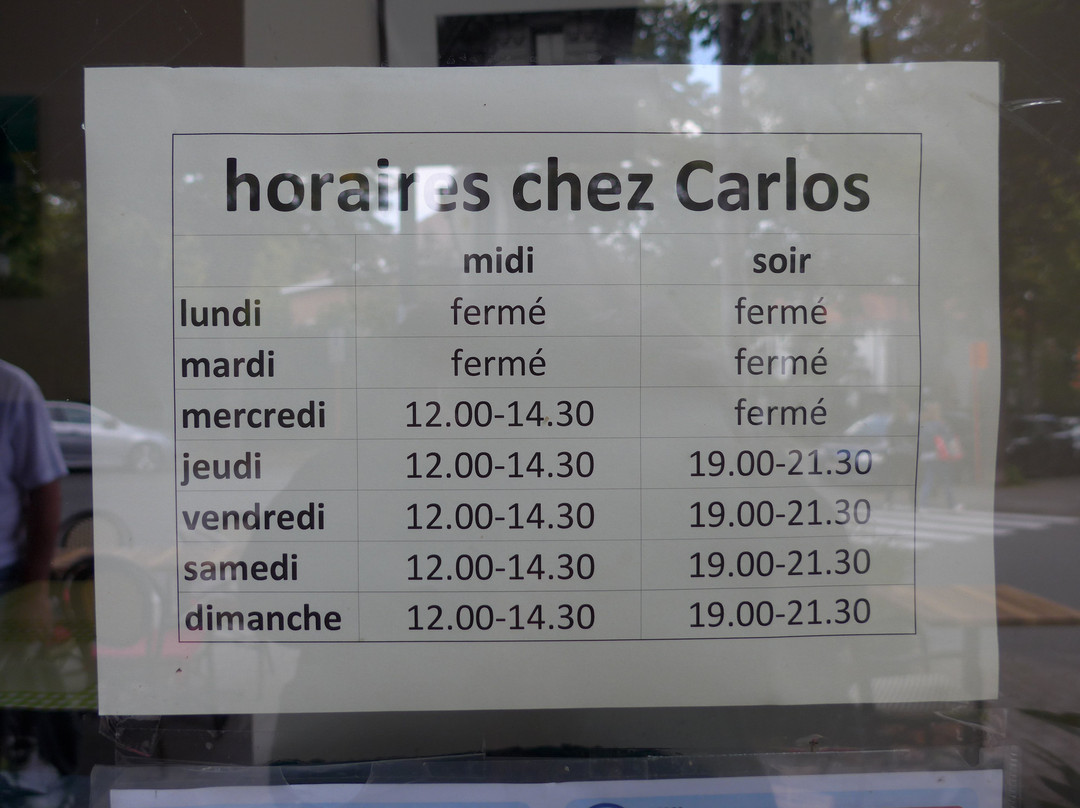 horaires chez Carlos
midi soir
lundi fermé fermé
mardi fermé fermé
mercredi 12.00-14.30 fermé
jeudi 12.00-14.30 19.00-21.30
vendredi 12.00-14.30 19.00-21.30
samedi 12.00-14.30 19.00-21.30
dimanche 12.00-14.30 19.00-21.30